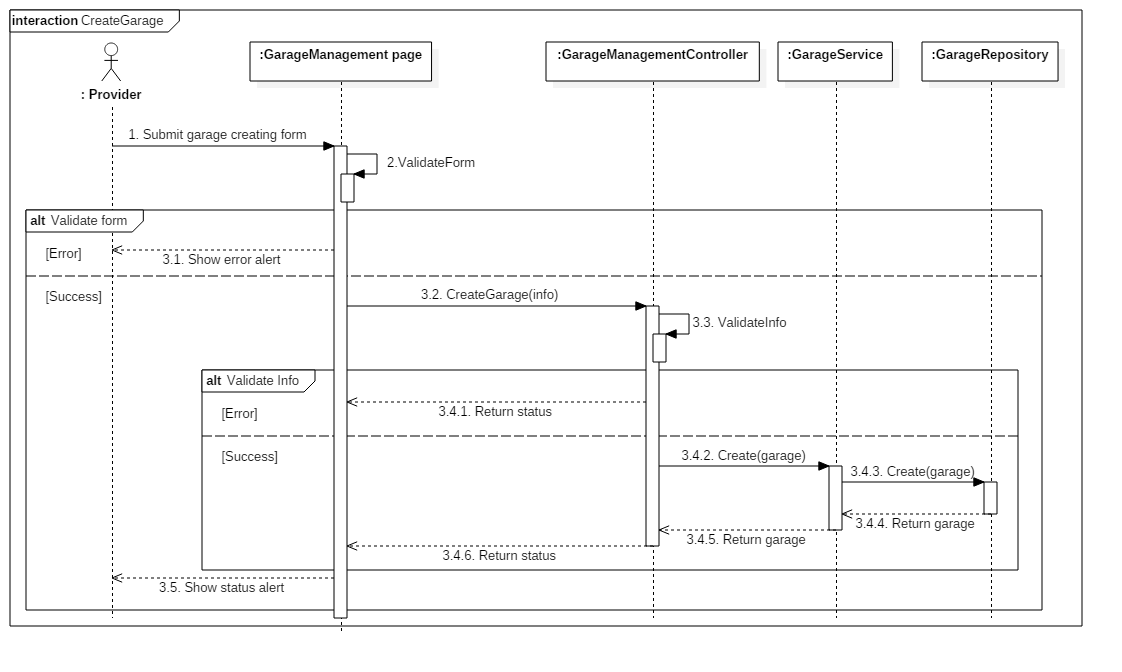 interaction CreateGarage
: Provider
:GarageManagement page
:GarageManagementController
:GarageService
:GarageRepository
1. Submit garage creating form
2.ValidateForm
alt Validate form
[Error]
3.1. Show error alert
[Success]
3.2. CreateGarage(info)
3.3. ValidateInfo
alt Validate Info
[Error]
3.4.1. Return status
[Success]
3.4.2. Create(garage)
3.4.3. Create(garage)
3.4.4. Return garage
3.4.5. Return garage
3.4.6. Return status
3.5. Show status alert